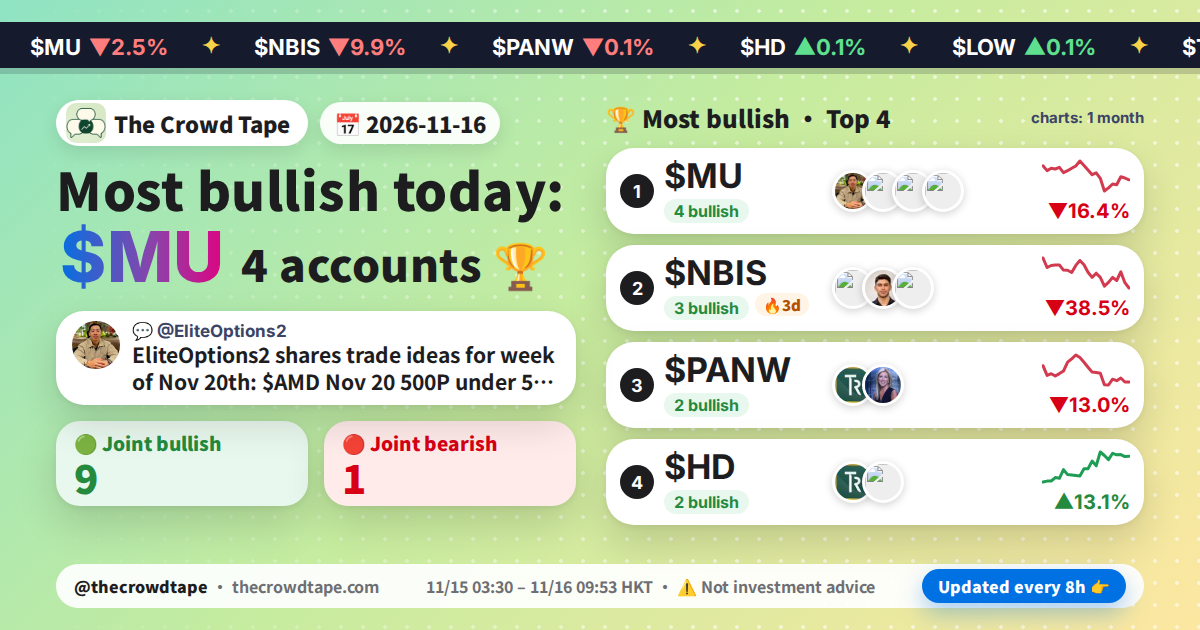 $MU ▼2.5% ✦ $NBIS ▼9.9% ✦ $PANW ▼0.1% ✦ $HD ▲0.1% ✦ $LOW ▲0.1% ✦
The Crowd Tape
📅 2026-11-16
Most bullish today:
$MU 4 accounts 🏆
💬 @EliteOptions2
EliteOptions2 shares trade ideas for week
of Nov 20th: $AMD Nov 20 500P under 5…
🟢 Joint bullish
9
🔴 Joint bearish
1
🏆 Most bullish • Top 4
charts: 1 month
1
$MU
4 bullish
▼16.4%
2
$NBIS
3 bullish
🔥3d
▼38.5%
3
$PANW
2 bullish
▼13.0%
4
$HD
2 bullish
▲13.1%
@thecrowdtape • thecrowdtape.com
11/15 03:30 – 11/16 09:53 HKT • ⚠️ Not investment advice
Updated every 8h 👉